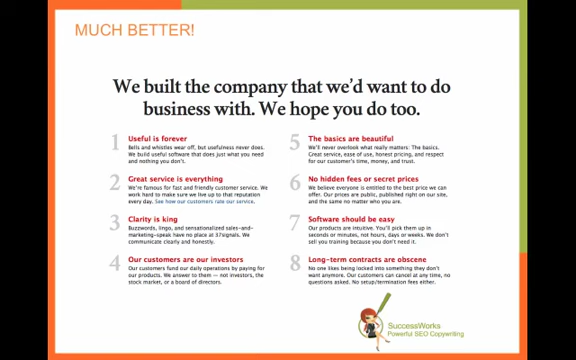 MUCH BETTER!
We built the company that we'd want to do
business with. We hope you do too.
1 Useful is forever
Bells and whistles wear off, but usefulness never does.
We build useful software that does just what you need
and nothing you don't.
2 Great service is everything
We're famous for fast and friendly customer service. We
work hard to make sure we live up to that reputation
every day. See how our customers rate our service.
3 Clarity is king
Buzzwords, lingo, and sensationalized sales-and-
marketing-speak have no place at 37signals. We
communicate clearly and honestly.
4 Our customers are our investors
Our customers fund our daily operations by paying for
our products. We answer to them — not investors, the
stock market, or a board of directors.
5 The basics are beautiful
We'll never overlook what really matters: The basics.
Great service, ease of use, honest pricing, and respect
for our customer's time, money, and trust.
6 No hidden fees or secret prices
We believe everyone is entitled to the best price we can
offer. Our prices are public, published right on our site,
and the same no matter who you are.
7 Software should be easy
Our products are intuitive. You'll pick them up in
seconds or minutes, not hours, days or weeks. We don't
sell you training because you don't need it.
8 Long-term contracts are obscene
No one likes being locked into something they don't
want anymore. Our customers can cancel at any time, no
questions asked. No setup/termination fees either.
SuccessWorks
Powerful SEO Copywriting